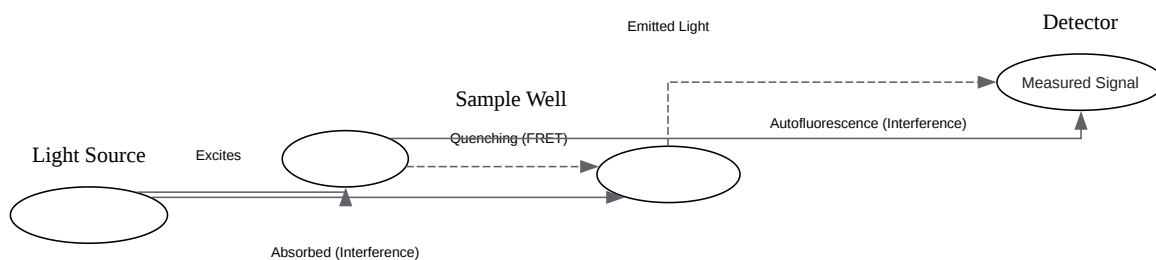 Detector
Emitted Light
Measured Signal
Sample Well
Autofluorescence (Interference)
Quenching (FRET)
Light Source
Excites
Absorbed (Interference)